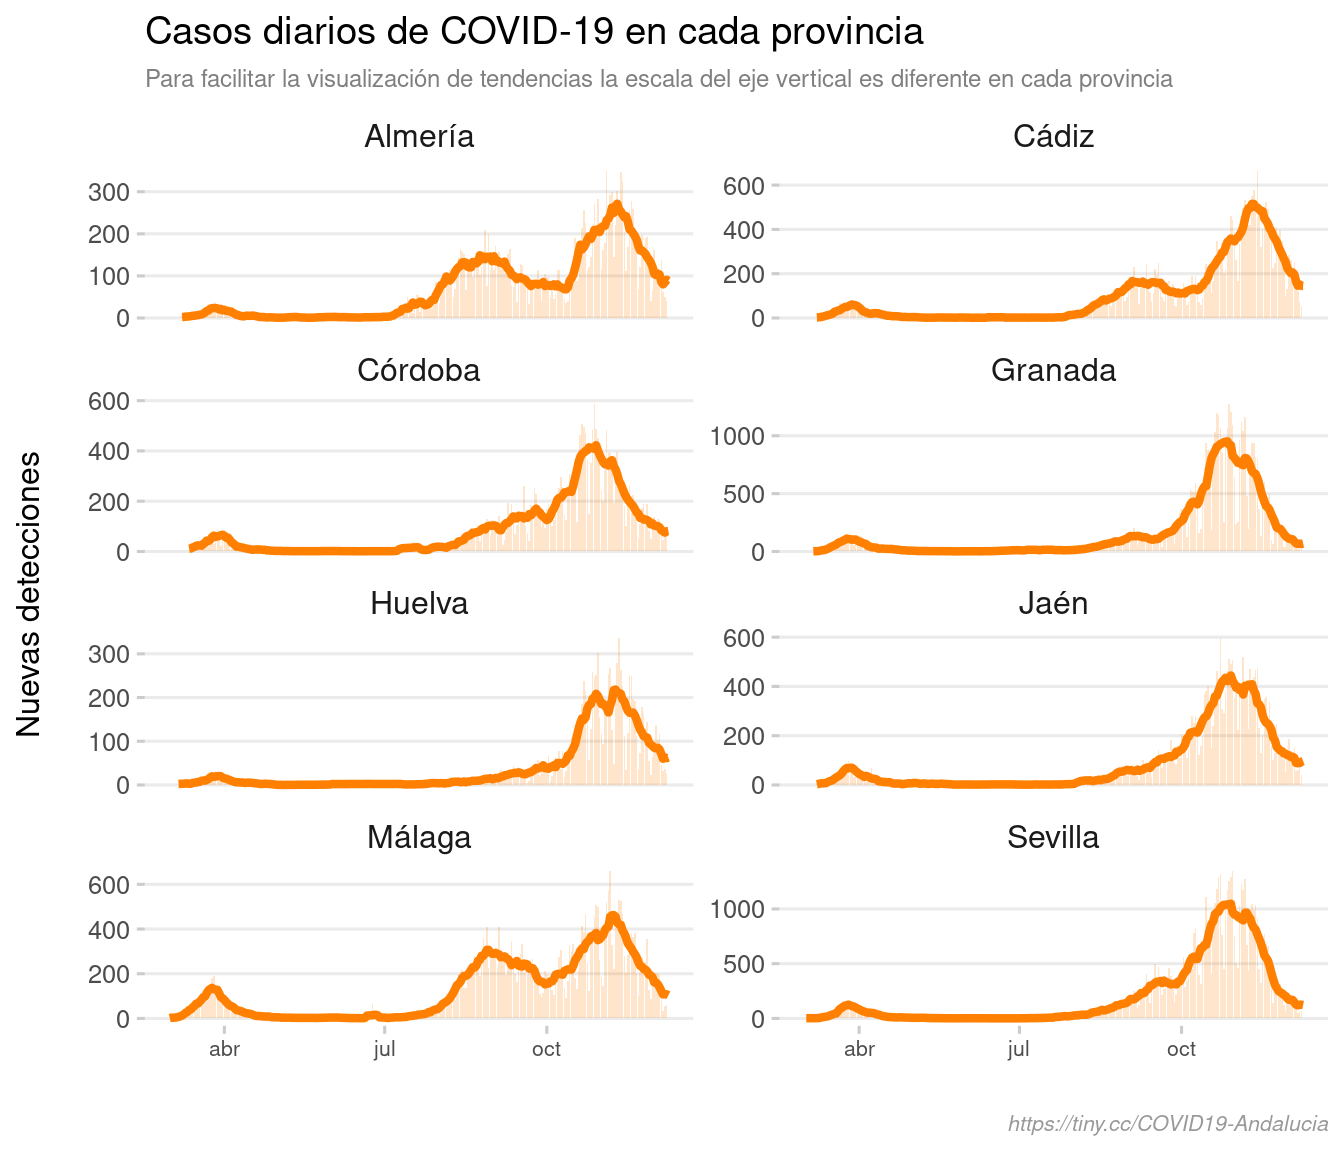 Casos diarios de COVID-19 en cada provincia
Para facilitar la visualización de tendencias la escala del eje vertical es diferente en cada provincia
Nuevas detecciones
Almería
300
200
100
0
Cádiz
600
400
200
0
Córdoba
600
400
200
0
Granada
1000
500
0
Huelva
300
200
100
0
Jaén
600
400
200
0
Málaga
600
400
200
0
abr jul oct
Sevilla
1000
500
0
abr jul oct
https://tiny.cc/COVID19-Andalucia